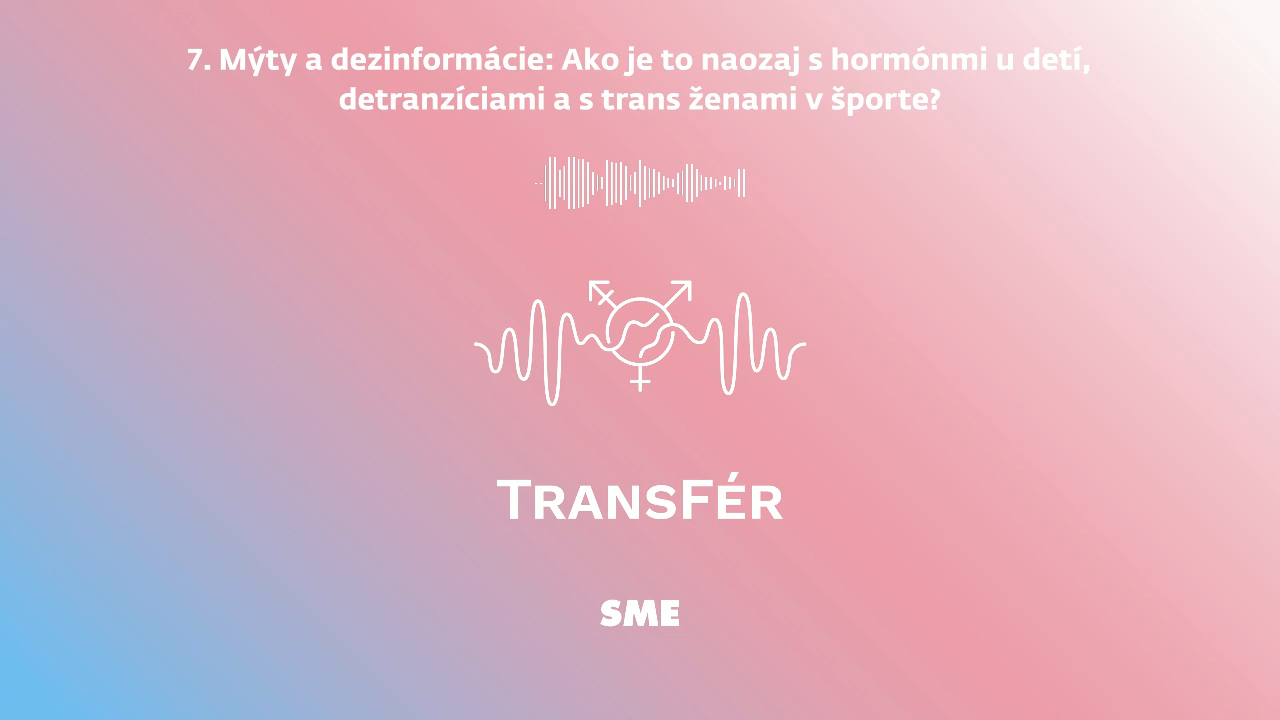 7. Mýty a dezinformácie: Ako je to naozaj s hormónmi u detí,
detranzíciami a s trans ženami v športe?
TRANSFÉR
SME